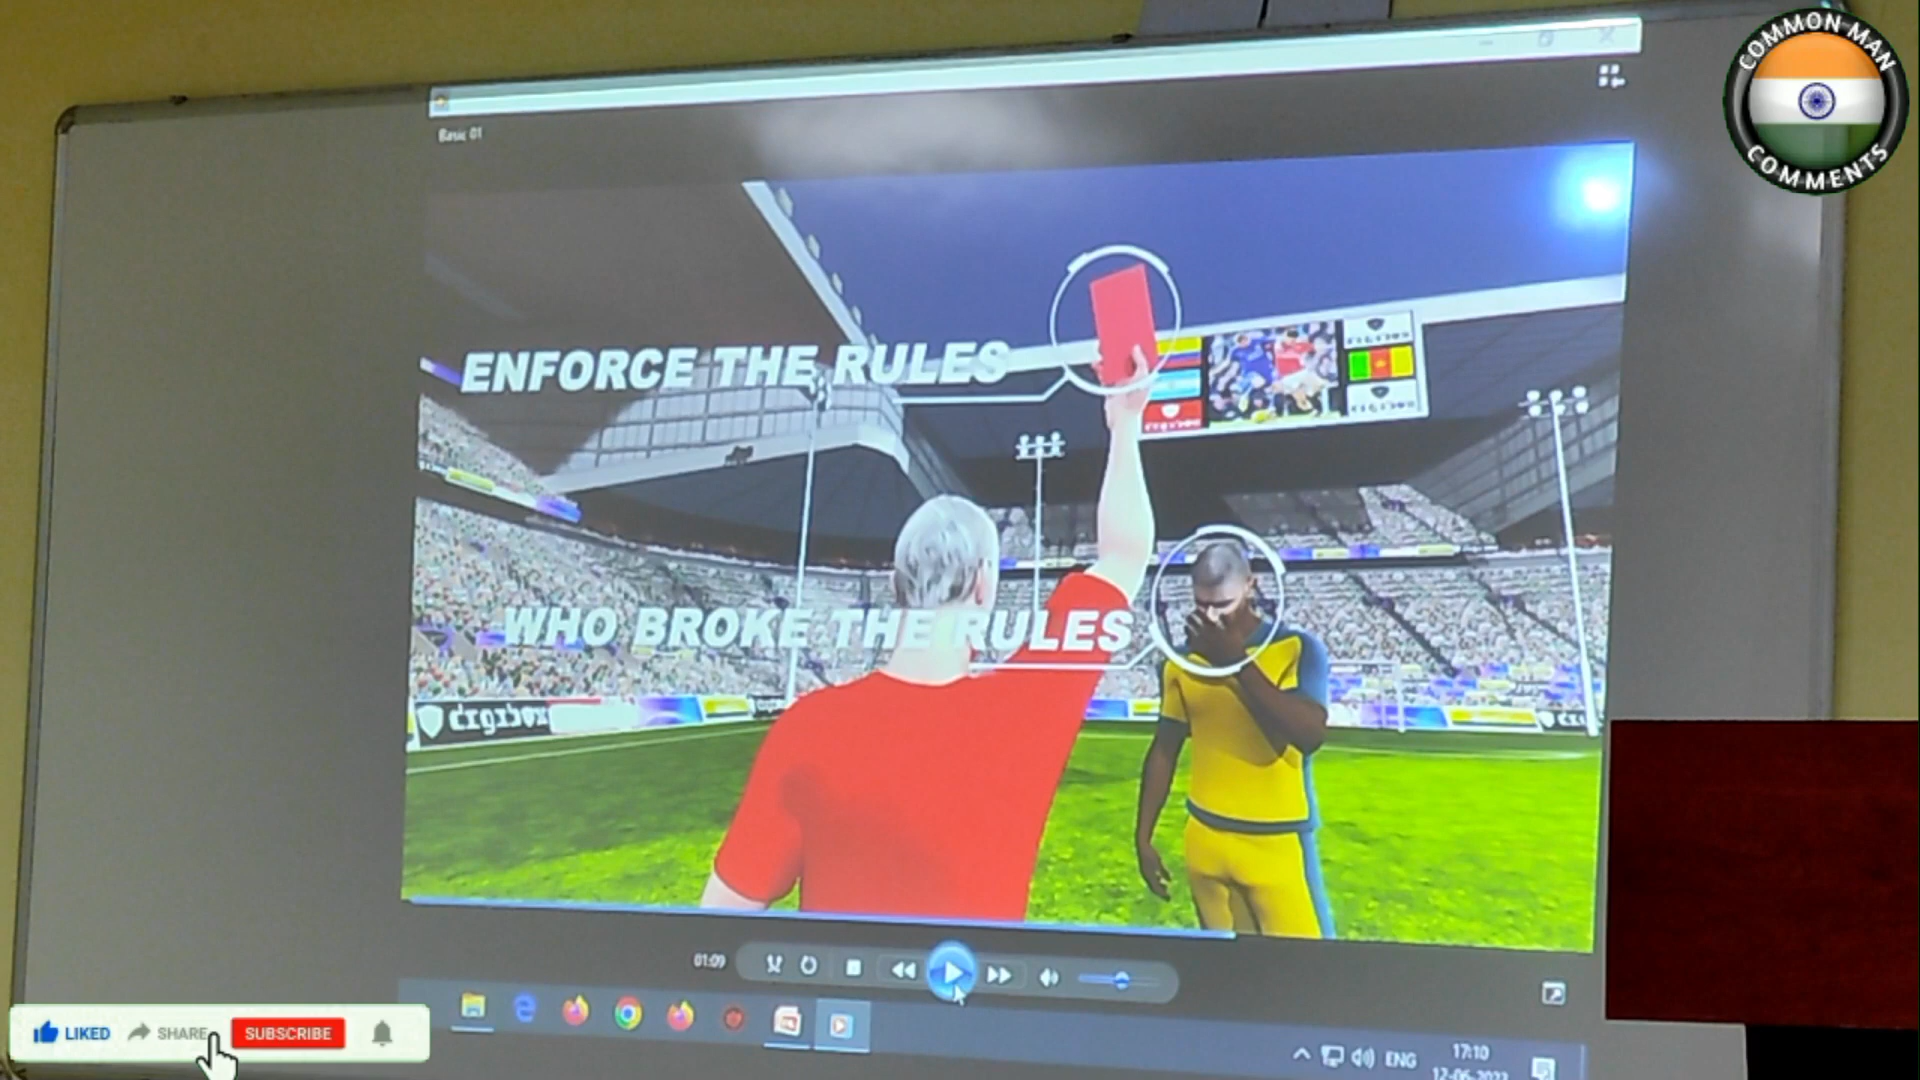 COMMON MAN
COMMENTS
Basic 01
ENFORCE THE RULES
WHO BROKE THE RULES
01:09
LIKED
SHARE
SUBSCRIBE
ENG
17:10